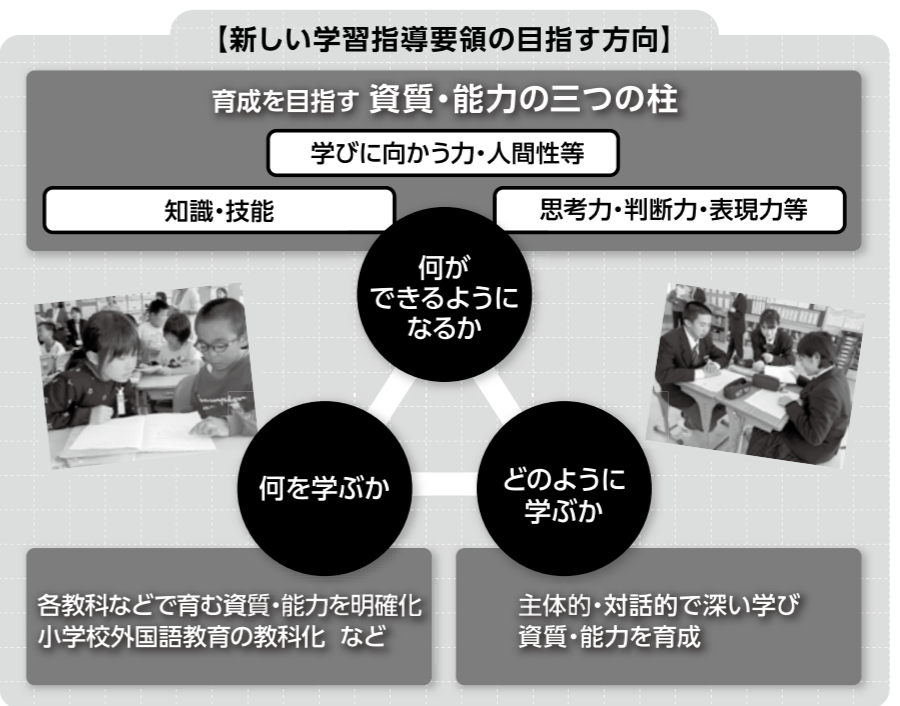 【新しい学習指導要領の目指す方向】
育成を目指す 資質・能力の三つの柱
学びに向かう力・人間性等
知識・技能
思考力・判断力・表現力等
何が
できるように
なるか
何を学ぶか
どのように
学ぶか
各教科などで育む資質・能力を明確化
小学校外国語教育の教科化 など
主体的・対話的で深い学び
資質・能力を育成